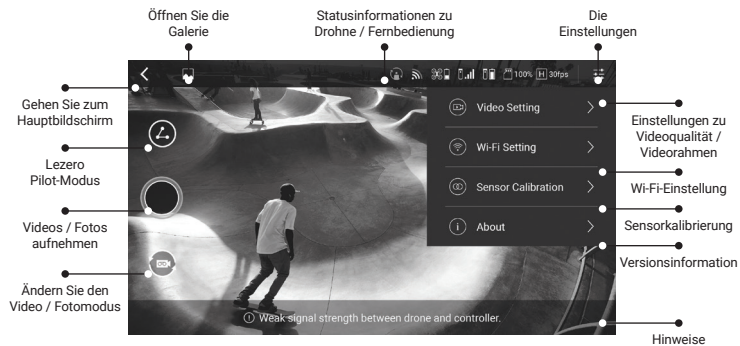 Öffnen Sie die
Galerie
Statusinformationen zu
Drohne / Fernbedienung
Die
Einstellungen
100% H 30fps
Gehen Sie zum
Hauptbildschirm
Lezero
Pilot-Modus
Videos / Fotos
aufnehmen
Ändern Sie den
Video / Fotomodus
Video Setting
Wi-Fi Setting
Sensor Calibration
About
Einstellungen zu
Videoqualität /
Videorahmen
Wi-Fi-Einstellung
Sensorkalibrierung
Versionsinformation
Weak signal strength between drone and controller.
Hinweise